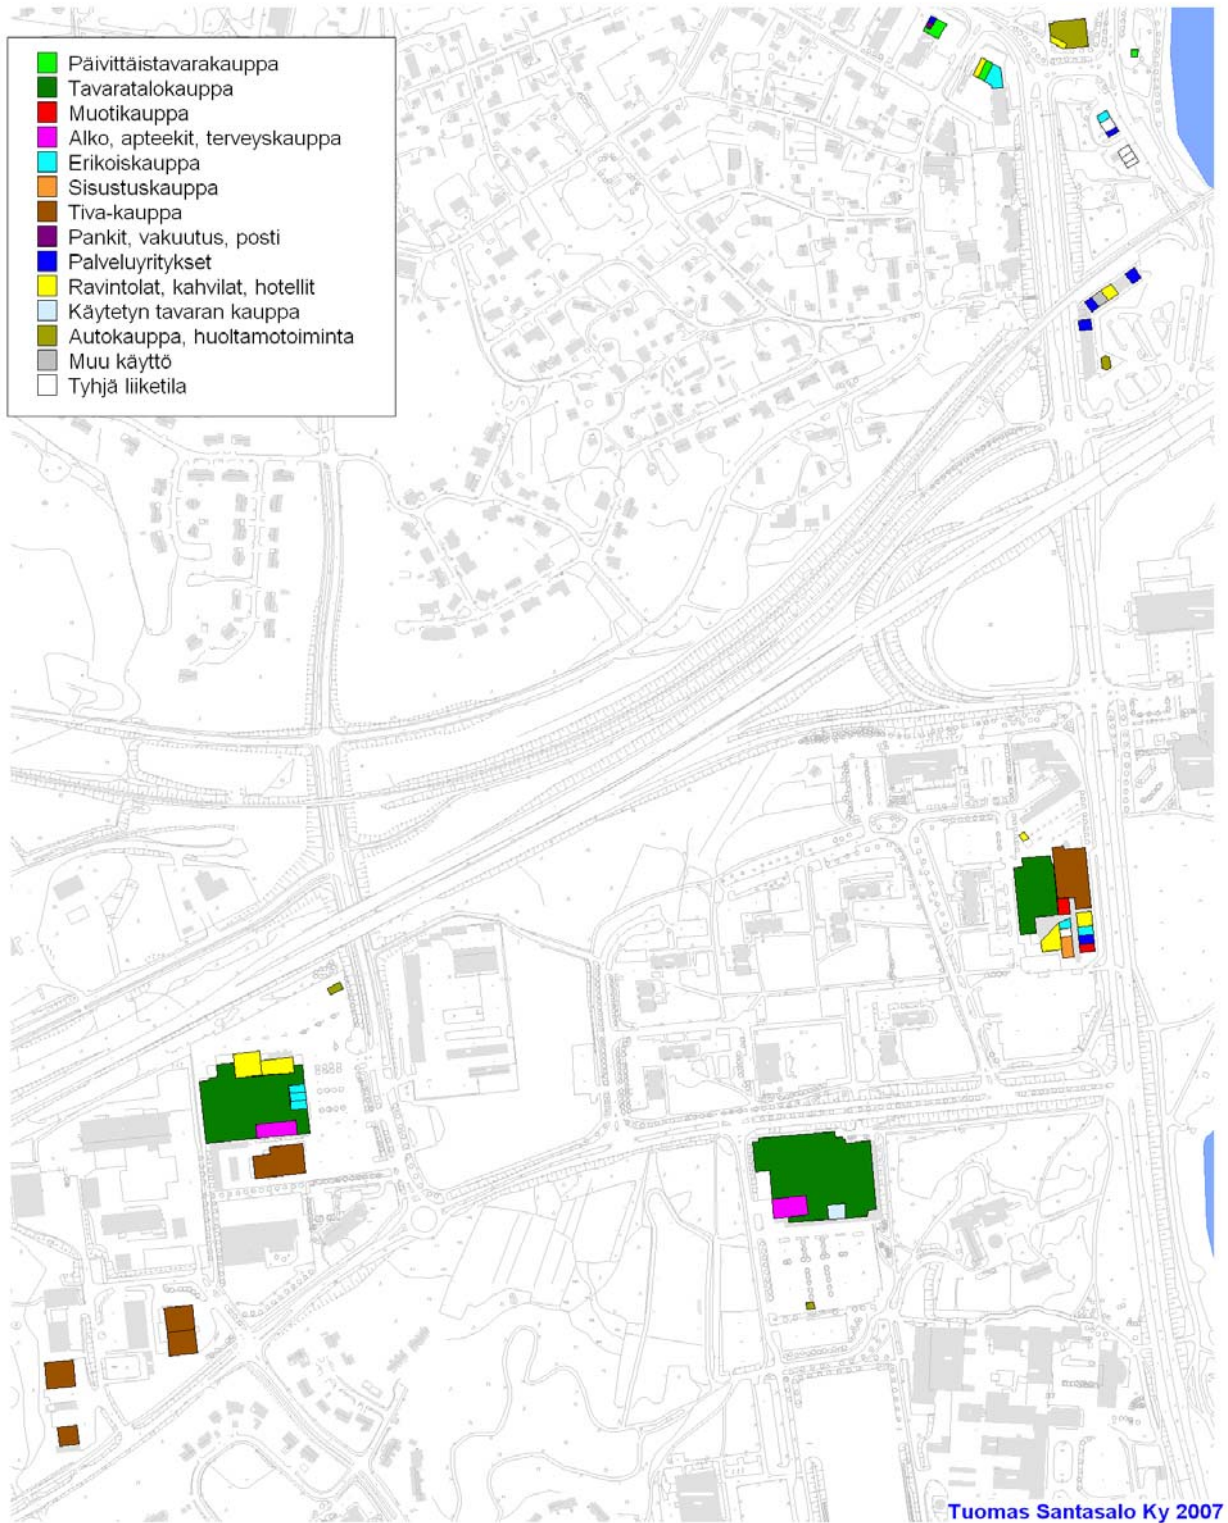 Päivittäistavarakauppa
Tavaratalokauppa
Muotikauppa
Alko, apteekit, terveyskauppa
Erikoiskauppa
Sisustuskauppa
Tiva-kauppa
Pankit, vakuutus, posti
Palveluyritykset
Ravintolat, kahvilat, hotellit
Käytetyn tavaran kauppa
Autokauppa, huoltamotoiminta
Muu käyttö
Tyhjä liiketila
Tuomas Santasalo Ky 2007